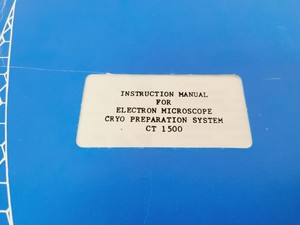 INSTRUCTION MANUAL
FOR
ELECTRON MICROSCOPE
CRYO PREPARATION SYSTEM
CT 1500